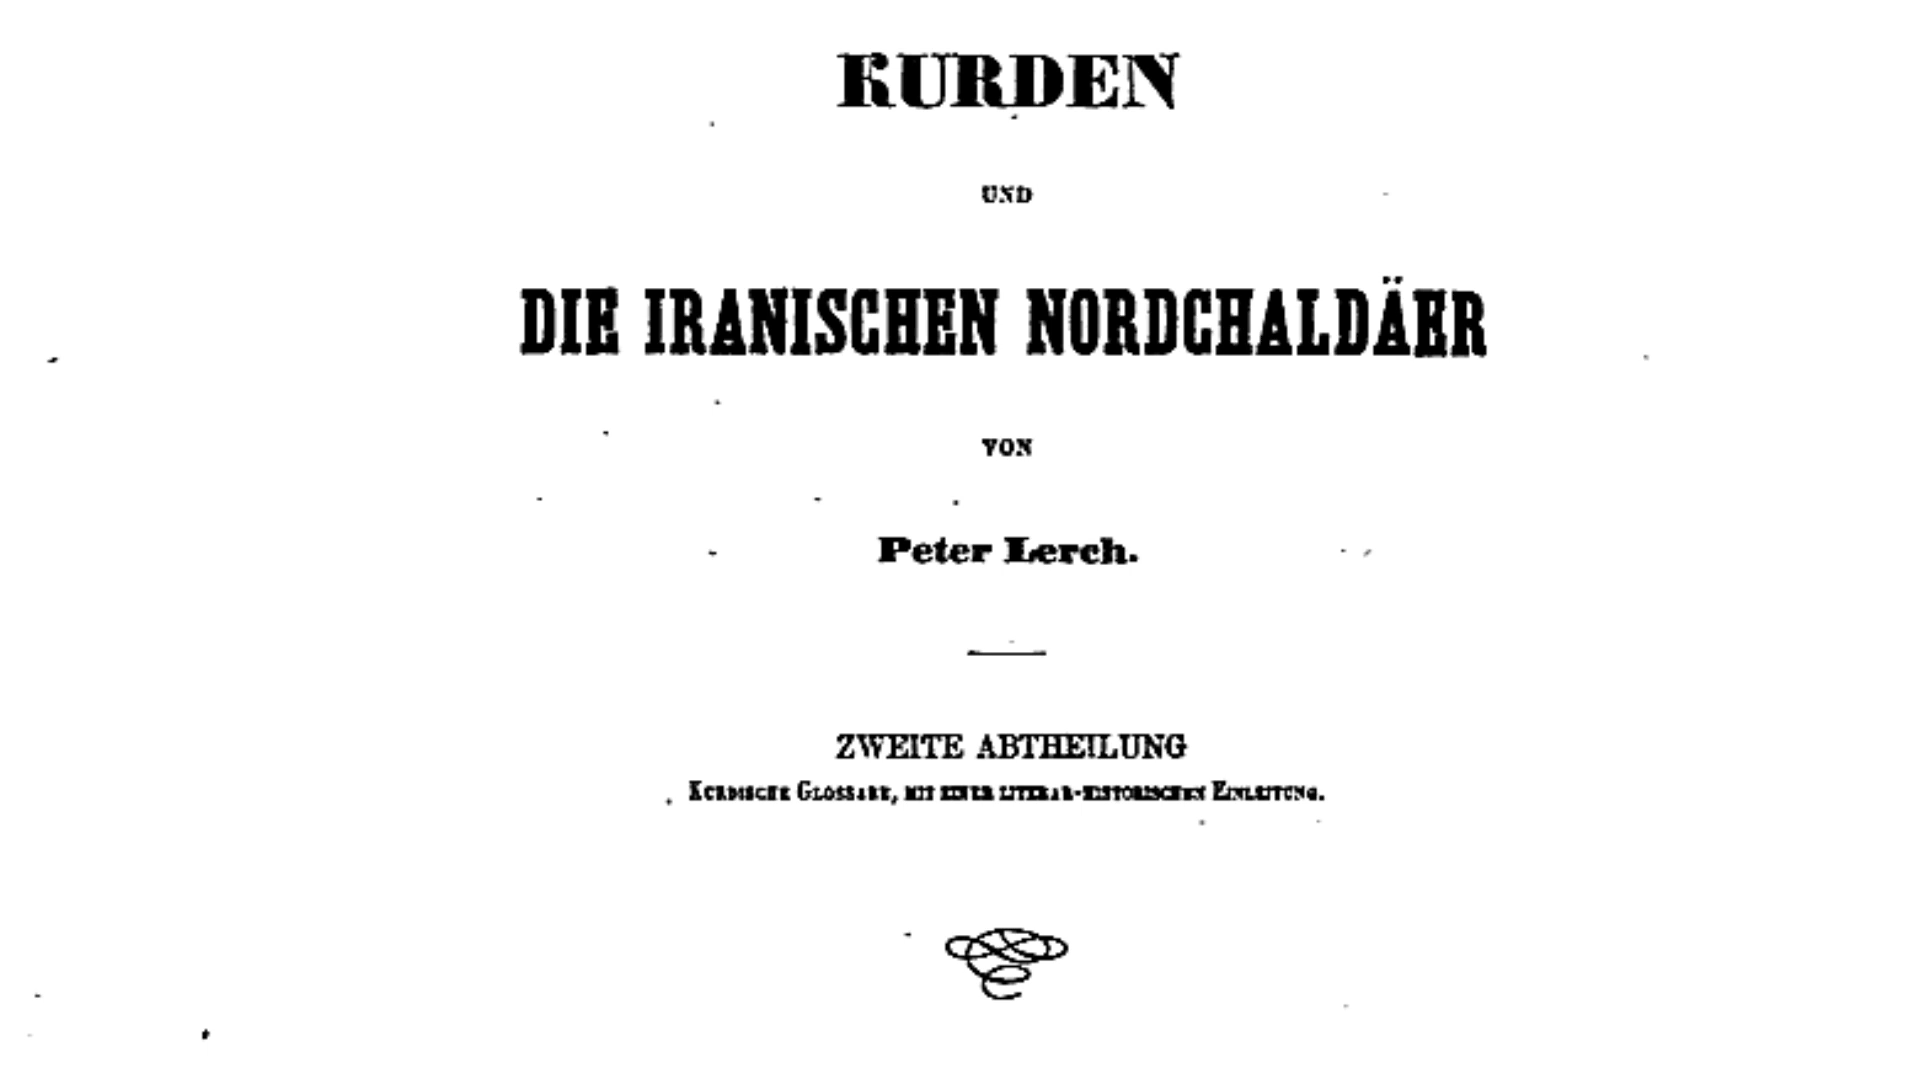 KURDEN
UND
DIE IRANISCHEN NORDCHALDÄER
VON
Peter Lerch.
ZWEITE ABTHEILUNG
KURDISCHE GLOSSARE, MIT EINER LITERAR-HISTORISCHEN EINLEITUNG.